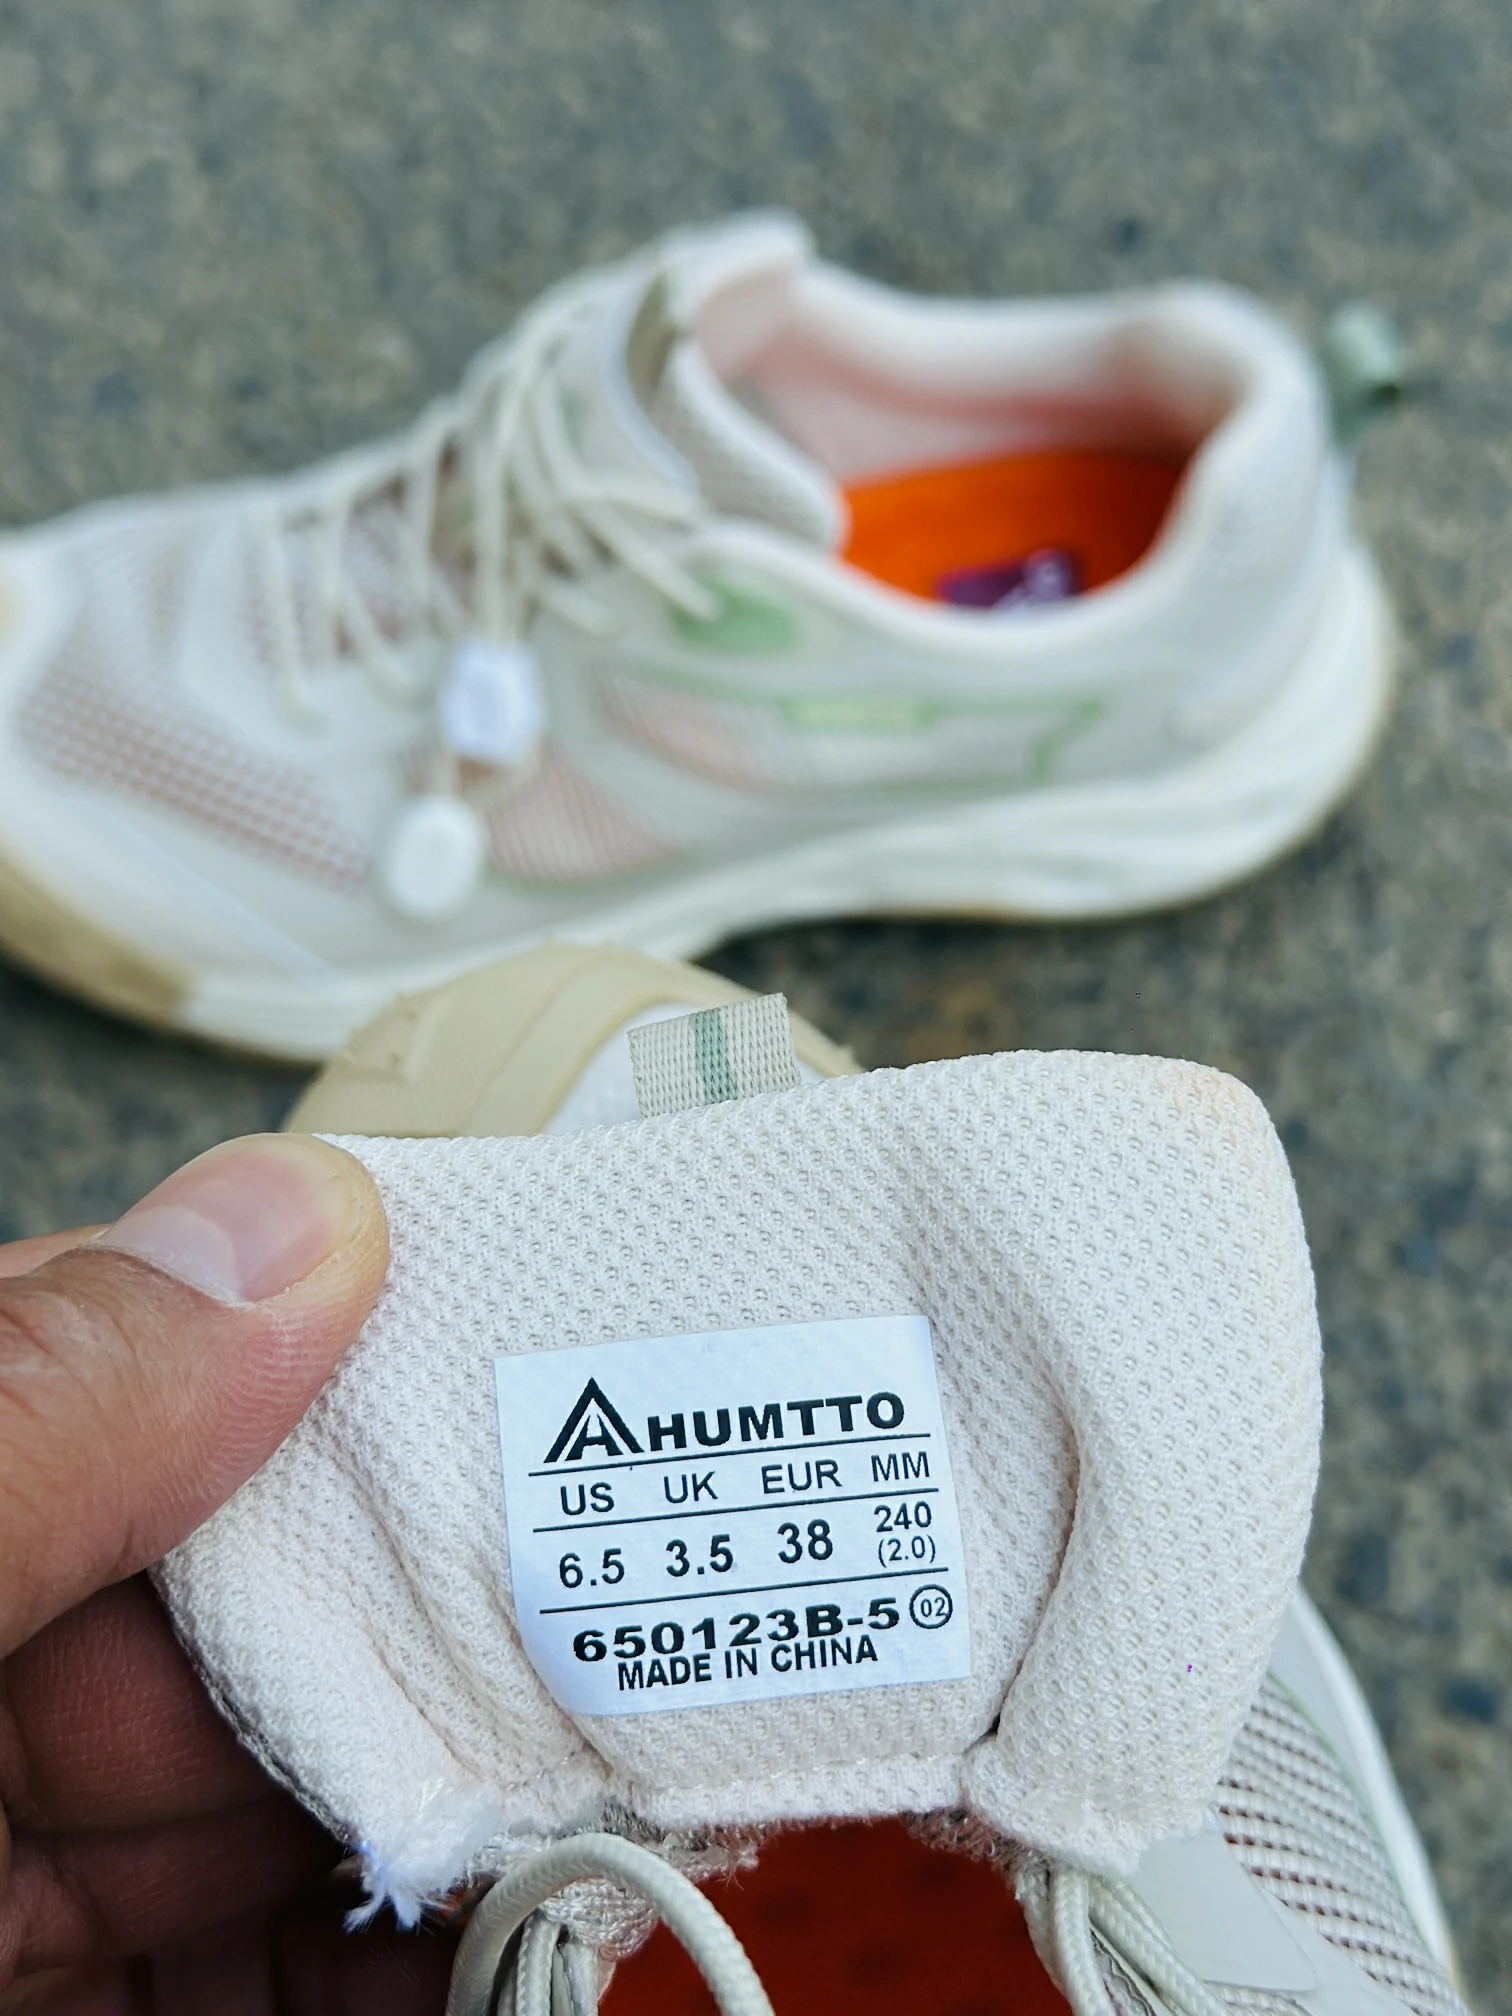 HUMTTO
US UK EUR MM
6.5 3.5 38 240
(2.0)
650123B-5 02
MADE IN CHINA